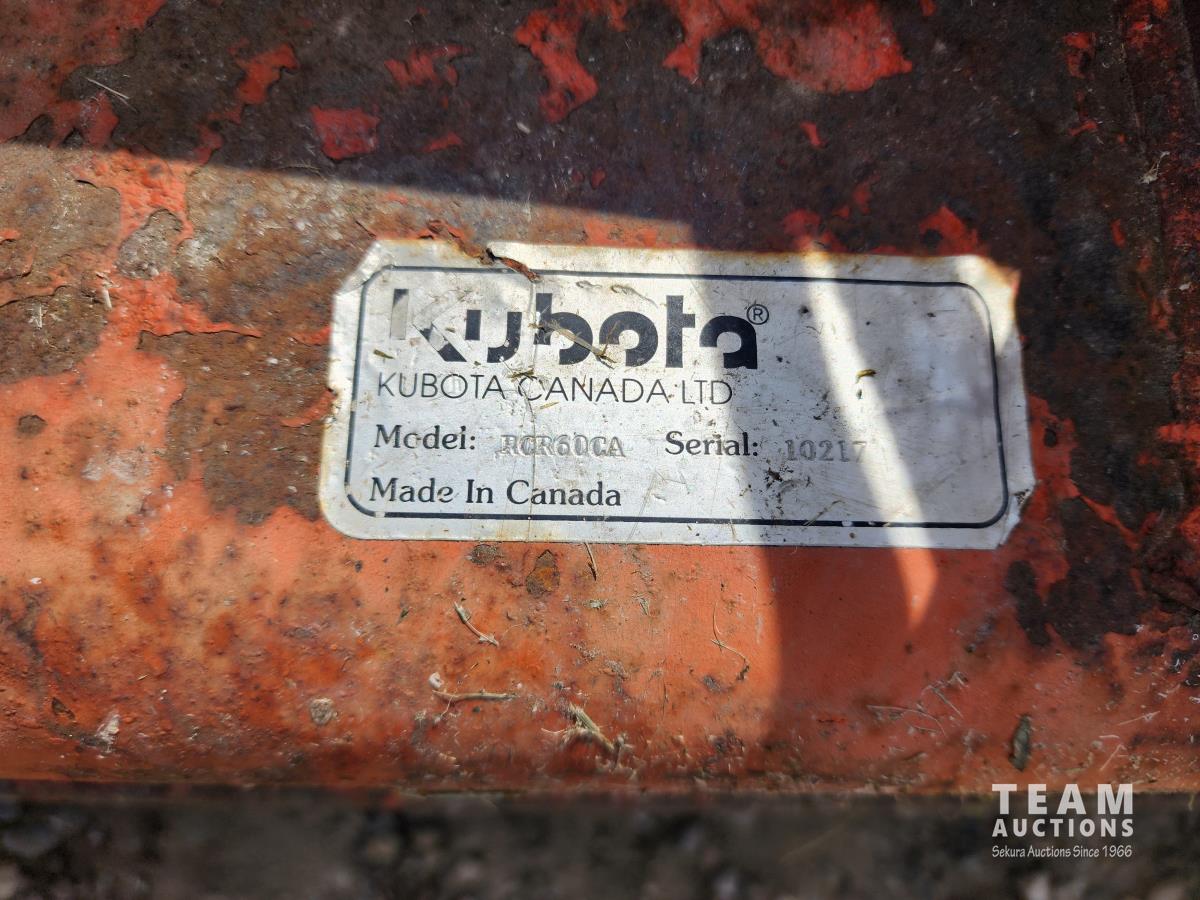 Kubota®
KUBOTA CANADA LTD
Model: RCR60CA Serial: 10217
Made In Canada
TEAM
AUCTIONS
Sekura Auctions Since 1966